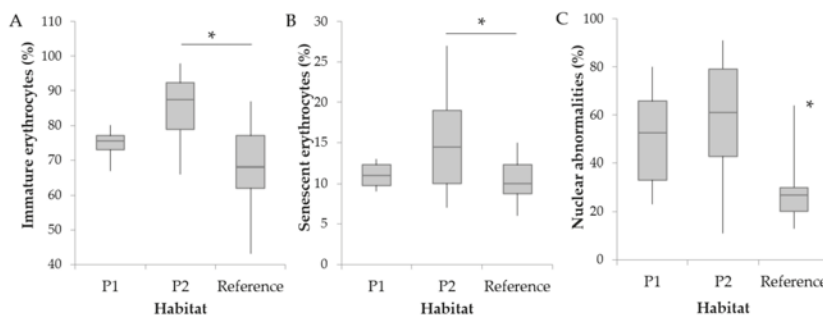 A
Immature erythrocytes (%)
110
100
90
80
70
60
50
40
*
P1 P2 Reference
Habitat
B
Senescent erythrocytes (%)
30
25
20
15
10
5
0
*
P1 P2 Reference
Habitat
C
Nuclear abnormalities (%)
100
80
60
40
20
0
*
P1 P2 Reference
Habitat